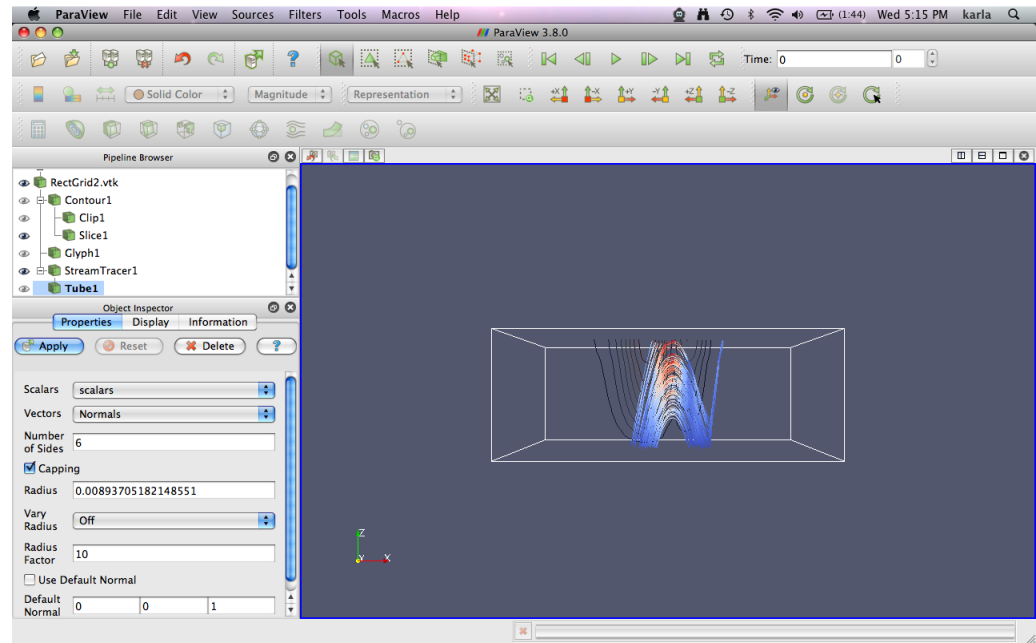 ParaView File Edit View Sources Filters Tools Macros Help (1:44) Wed 5:15 PM karla
ParaView 3.8.0
? Time: 0 0
Solid Color Magnitude Representation +X -X +Y -Y +Z -Z
Pipeline Browser
RectGrid2.vtk
Contour1
Clip1
Slice1
Glyph1
StreamTracer1
Tube1
Object Inspector
Properties Display Information
Apply Reset Delete ?
Scalars scalars
Vectors Normals
Number
of Sides 6
Capping
Radius 0.00893705182148551
Vary
Radius Off
Radius
Factor 10
Use Default Normal
Default
Normal 0 0 1
Z
Y X